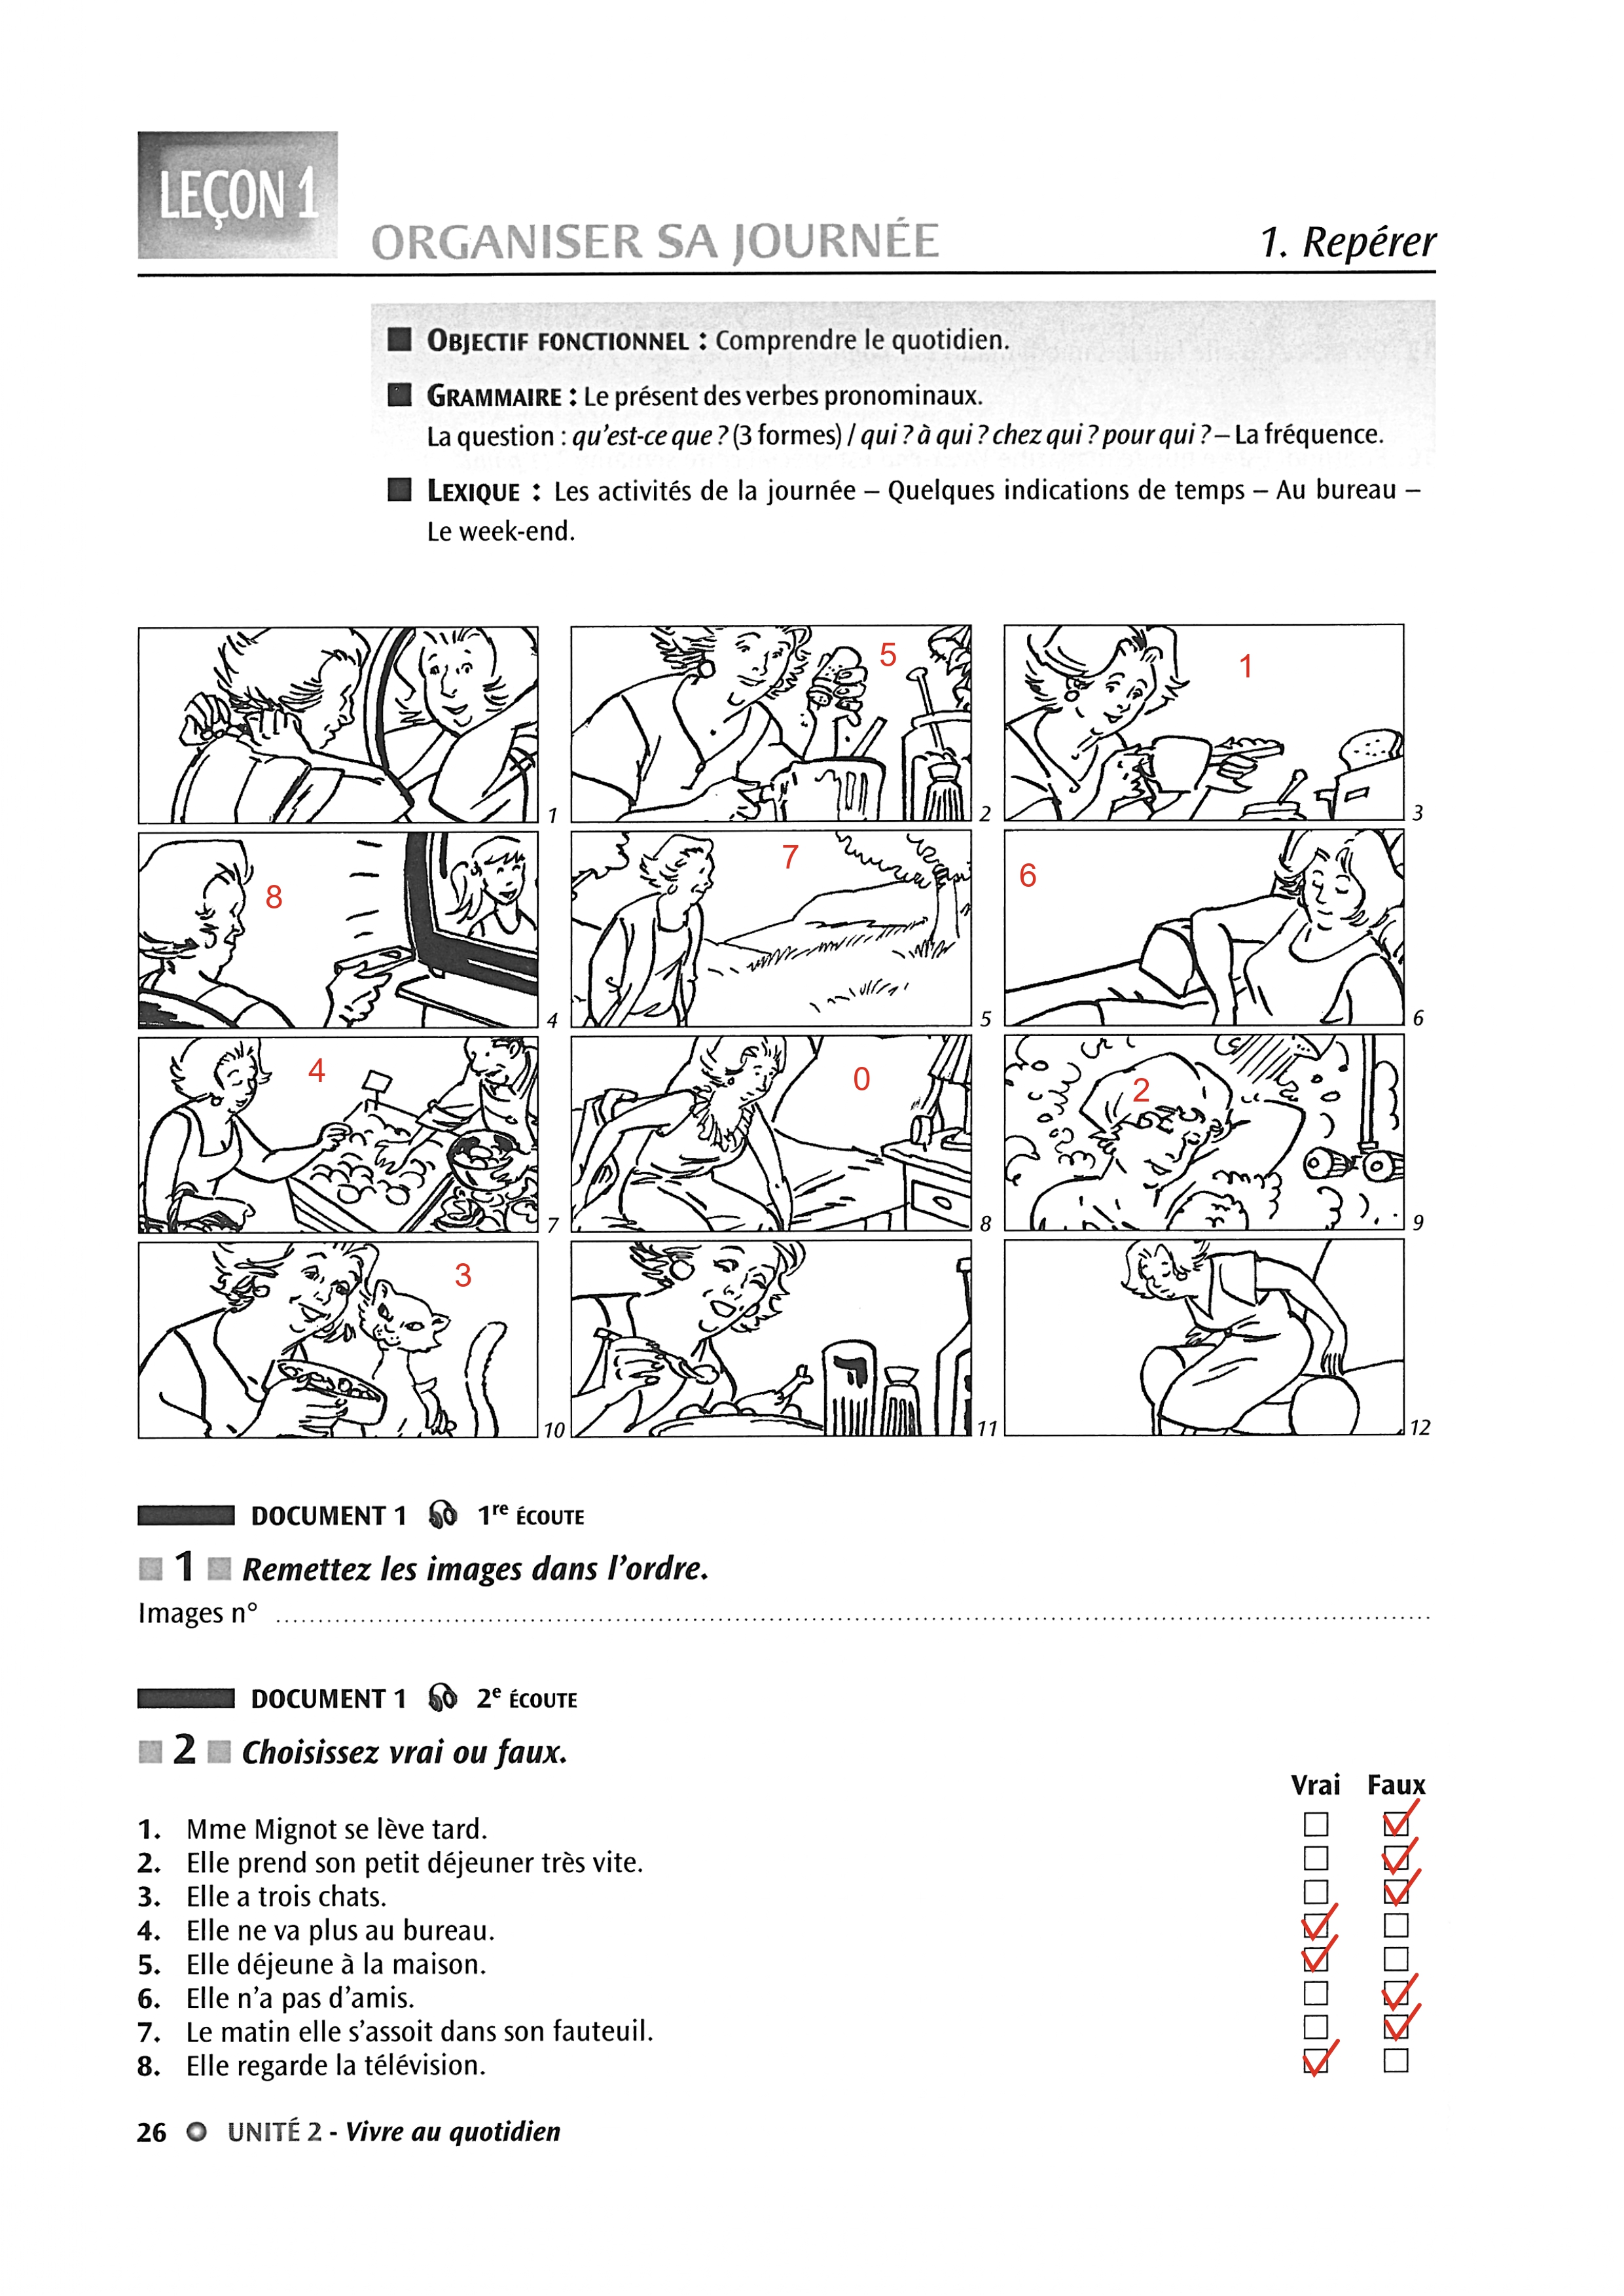 LEÇON 1
ORGANISER SA JOURNÉE
1. Repérer
■ OBJECTIF FONCTIONNEL : Comprendre le quotidien.
■ GRAMMAIRE : Le présent des verbes pronominaux.
La question : qu'est-ce que ? (3 formes) / qui ? à qui ? chez qui ? pour qui ? – La fréquence.
■ LEXIQUE : Les activités de la journée – Quelques indications de temps – Au bureau –
Le week-end.
1
5
2
1
3
8
4
7
5
6
6
4
7
0
8
2
9
3
10
11
12
DOCUMENT 1 1re ÉCOUTE
1 Remettez les images dans l'ordre.
Images n° ........................................
DOCUMENT 1 2e ÉCOUTE
2 Choisissez vrai ou faux.
Vrai Faux
1. Mme Mignot se lève tard.
2. Elle prend son petit déjeuner très vite.
3. Elle a trois chats.
4. Elle ne va plus au bureau.
5. Elle déjeune à la maison.
6. Elle n'a pas d'amis.
7. Le matin elle s'assoit dans son fauteuil.
8. Elle regarde la télévision.
26 UNITÉ 2 - Vivre au quotidien